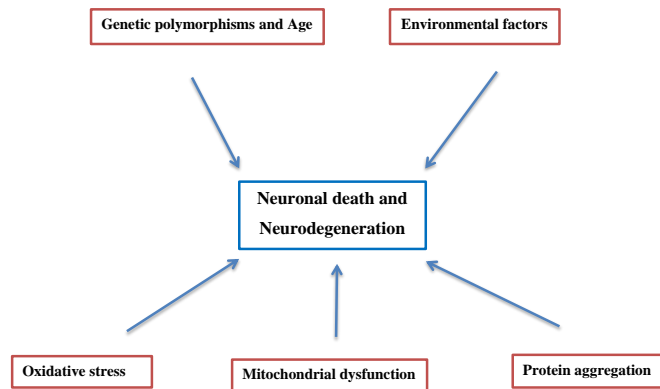 Genetic polymorphisms and Age
Environmental factors
Neuronal death and
Neurodegeneration
Oxidative stress
Mitochondrial dysfunction
Protein aggregation